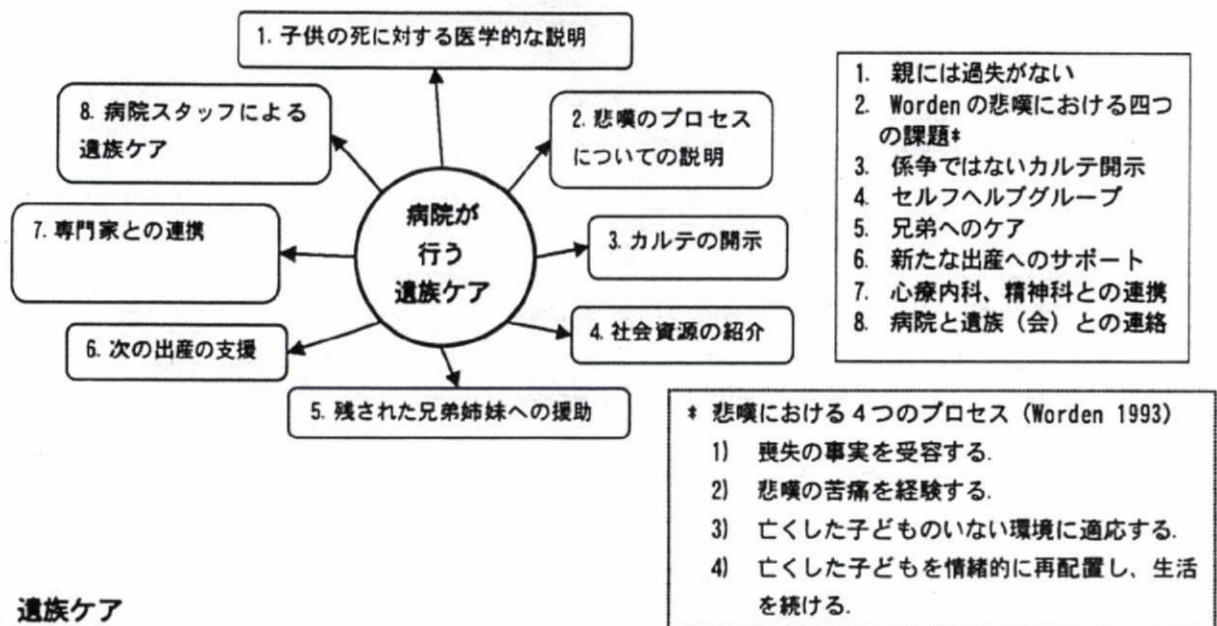 1. 子供の死に対する医学的な説明
8. 病院スタッフによる
遺族ケア
2. 悲嘆のプロセス
についての説明
病院が
行う
遺族ケア
7. 専門家との連携
3. カルテの開示
6. 次の出産の支援
4. 社会資源の紹介
5. 残された兄弟姉妹への援助
1. 親には過失がない
2. Wordenの悲嘆における四つ
の課題*
3. 係争ではないカルテ開示
4. セルフヘルプグループ
5. 兄弟へのケア
6. 新たな出産へのサポート
7. 心療内科、精神科との連携
8. 病院と遺族（会）との連絡
* 悲嘆における４つのプロセス (Worden 1993)
1) 喪失の事実を受容する.
2) 悲嘆の苦痛を経験する.
3) 亡くした子どものいない環境に適応する.
4) 亡くした子どもを情緒的に再配置し、生活
を続ける.
遺族ケア